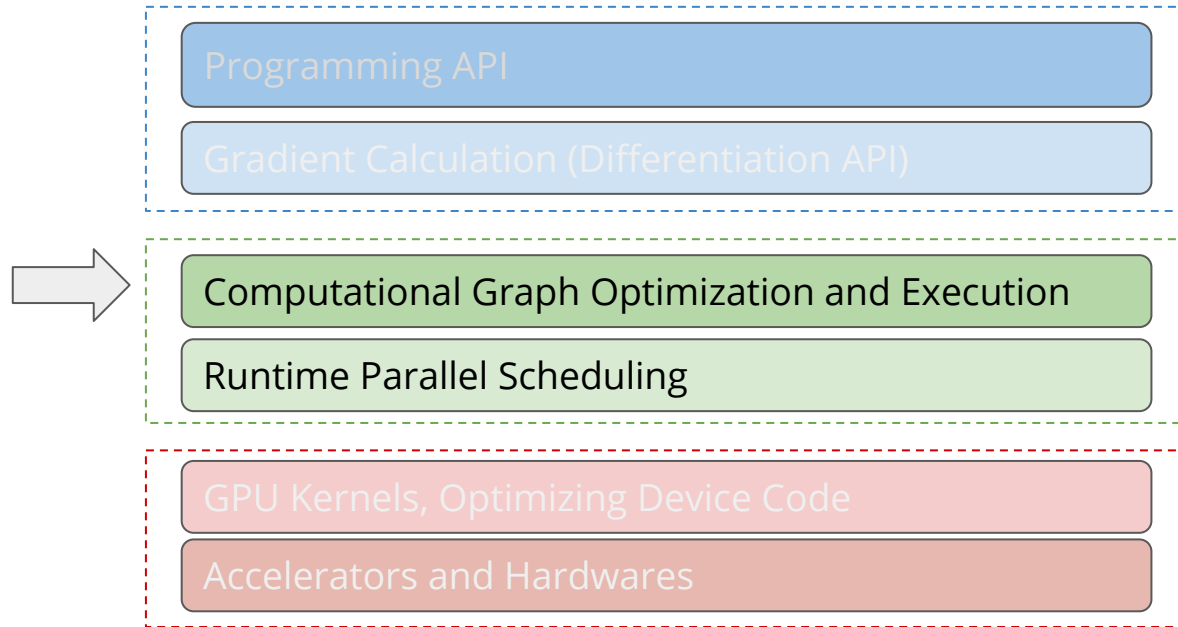 Programming API
Gradient Calculation (Differentiation API)
Computational Graph Optimization and Execution
Runtime Parallel Scheduling
GPU Kernels, Optimizing Device Code
Accelerators and Hardwares